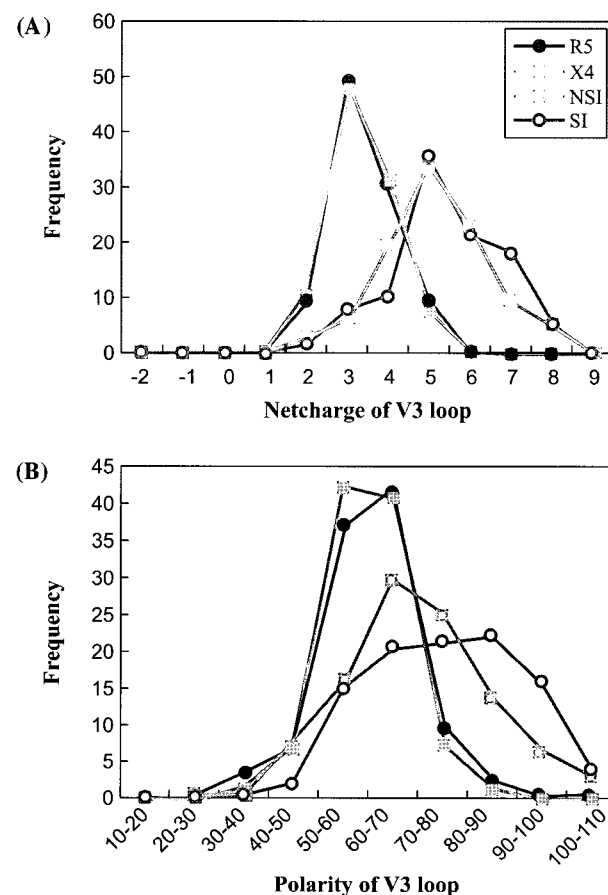 (A)
60
50
40
30
20
10
0
Frequency
R5
X4
NSI
SI
-2 -1 0 1 2 3 4 5 6 7 8 9
Netcharge of V3 loop
(B)
45
40
35
30
25
20
15
10
5
0
Frequency
10-20 20-30 30-40 40-50 50-60 60-70 70-80 80-90 90-100 100-110
Polarity of V3 loop